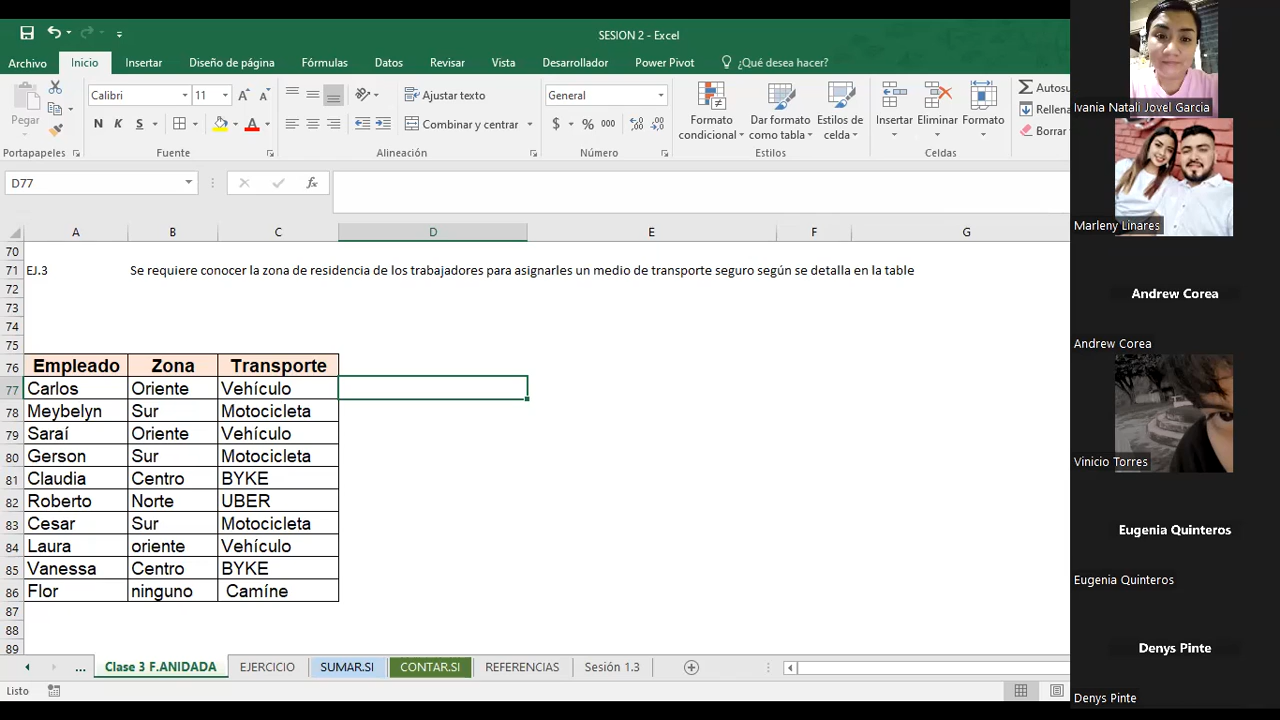 SESION 2 - Excel
Archivo Inicio Insertar Diseño de página Fórmulas Datos Revisar Vista Desarrollador Power Pivot ¿Qué desea hacer?
Pegar
Calibri 11
N K S
Ajustar texto
Combinar y centrar
General
$ % 000
Formato condicional
Dar formato como tabla
Estilos de celda
Insertar
Eliminar
Formato
Autosu
Rellena
Borrar
Portapapeles Fuente Alineación Número Estilos Celdas
D77 fx
A B C D E F G
70
71 EJ.3 Se requiere conocer la zona de residencia de los trabajadores para asignarles un medio de transporte seguro según se detalla en la table
72
73
74
75
76 Empleado Zona Transporte
77 Carlos Oriente Vehículo
78 Meybelyn Sur Motocicleta
79 Saraí Oriente Vehículo
80 Gerson Sur Motocicleta
81 Claudia Centro BYKE
82 Roberto Norte UBER
83 Cesar Sur Motocicleta
84 Laura oriente Vehículo
85 Vanessa Centro BYKE
86 Flor ninguno Camíne
87
88
89
... Clase 3 F.ANIDADA EJERCICIO SUMAR.SI CONTAR.SI REFERENCIAS Sesión 1.3
Listo
Ivania Natali Jovel Garcia
Marleny Linares
Andrew Corea
Andrew Corea
Vinicio Torres
Eugenia Quinteros
Eugenia Quinteros
Denys Pinte
Denys Pinte